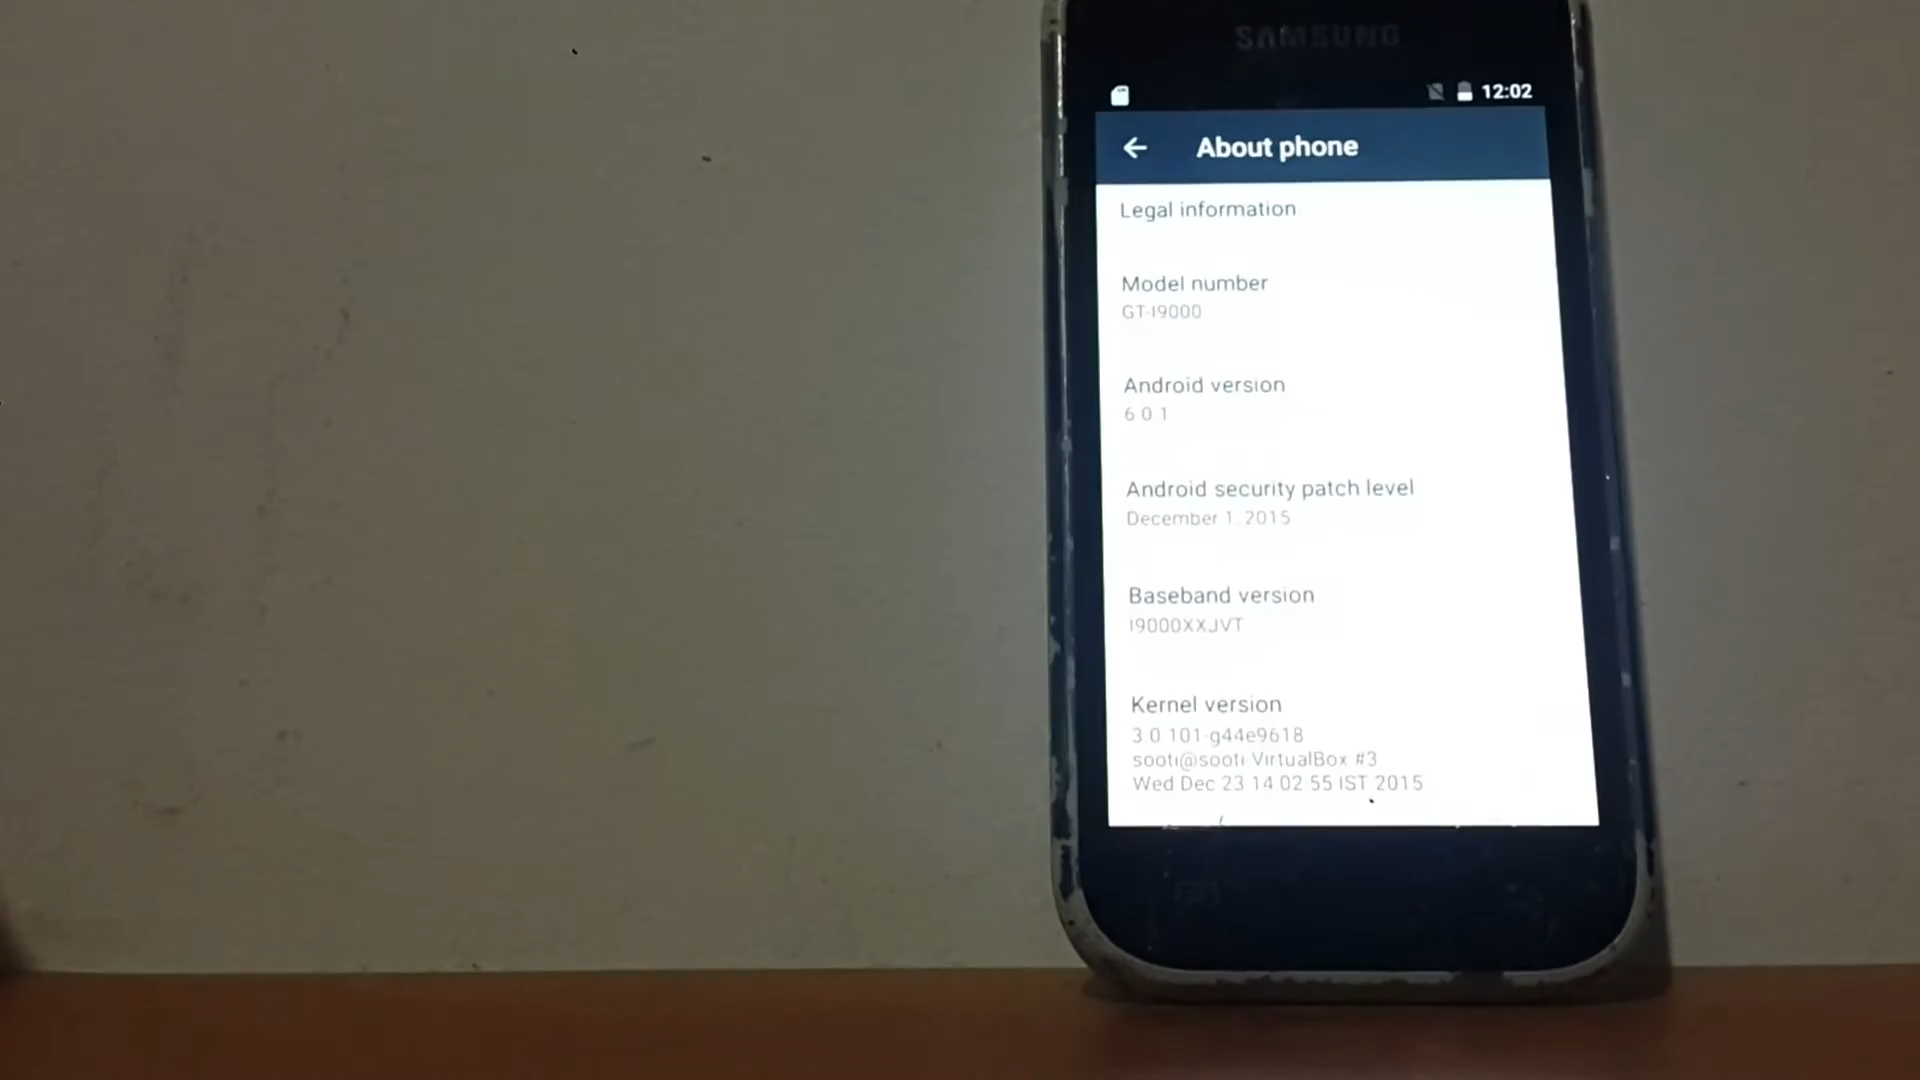 SAMSUNG
12:02
About phone
Legal information
Model number
GT-I9000
Android version
6.0.1
Android security patch level
December 1, 2015
Baseband version
I9000XXJVT
Kernel version
3.0.101-g44e9618
sooti@sooti-VirtualBox #3
Wed Dec 23 14:02:55 IST 2015